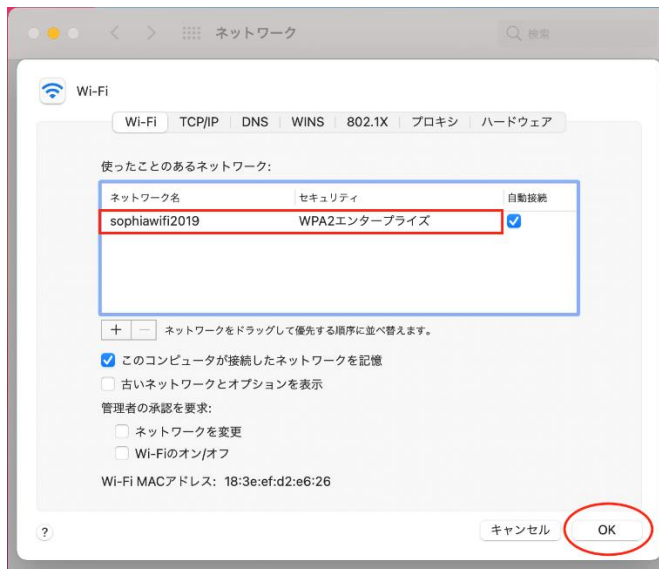 ネットワーク
検索
Wi-Fi
Wi-Fi TCP/IP DNS WINS 802.1X プロキシ ハードウェア
使ったことのあるネットワーク:
ネットワーク名 セキュリティ 自動接続
sophiawifi2019 WPA2エンタープライズ
+ − ネットワークをドラッグして優先する順序に並べ替えます。
このコンピュータが接続したネットワークを記憶
古いネットワークとオプションを表示
管理者の承認を要求:
ネットワークを変更
Wi-Fiのオン/オフ
Wi-Fi MACアドレス: 18:3e:ef:d2:e6:26
? キャンセル OK